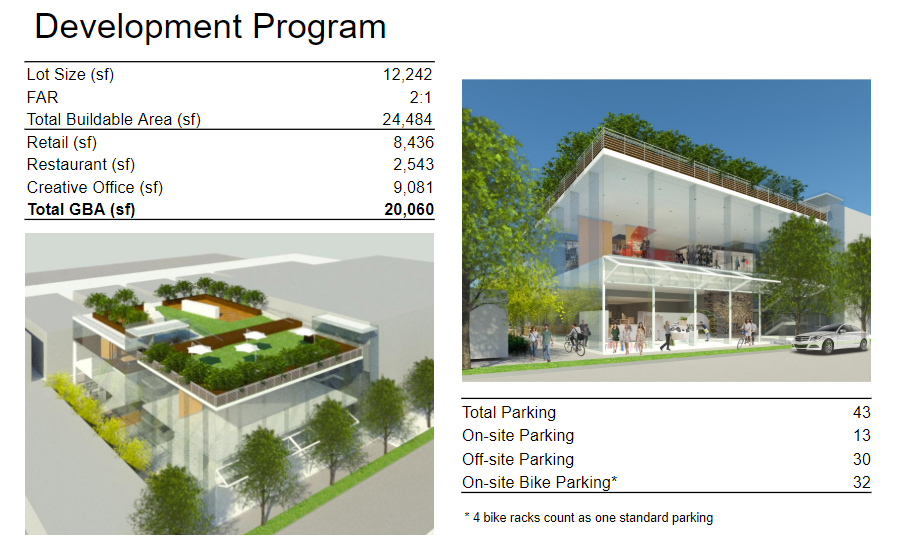 Development Program
Lot Size (sf) 12,242
FAR 2:1
Total Buildable Area (sf) 24,484
Retail (sf) 8,436
Restaurant (sf) 2,543
Creative Office (sf) 9,081
Total GBA (sf) 20,060
Total Parking 43
On-site Parking 13
Off-site Parking 30
On-site Bike Parking* 32
* 4 bike racks count as one standard parking